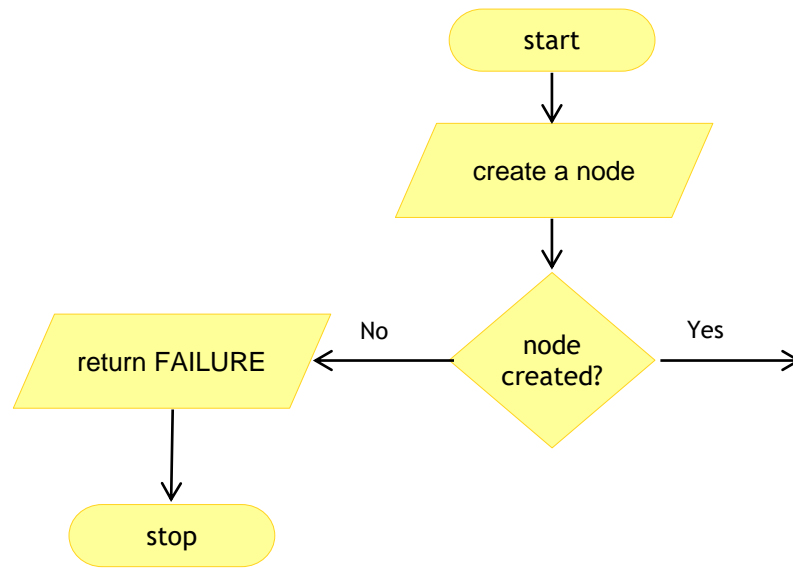 start
create a node
node
created?
No
Yes
return FAILURE
stop